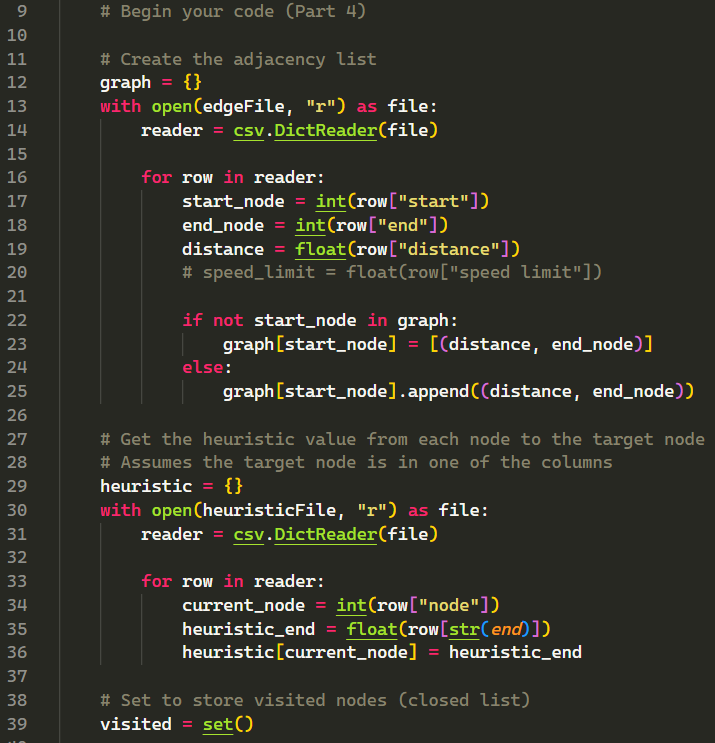 9 # Begin your code (Part 4)
10
11 # Create the adjacency list
12 graph = {}
13 with open(edgeFile, "r") as file:
14     reader = csv.DictReader(file)
15
16     for row in reader:
17         start_node = int(row["start"])
18         end_node = int(row["end"])
19         distance = float(row["distance"])
20         # speed_limit = float(row["speed limit"])
21
22         if not start_node in graph:
23             graph[start_node] = [(distance, end_node)]
24         else:
25             graph[start_node].append((distance, end_node))
26
27 # Get the heuristic value from each node to the target node
28 # Assumes the target node is in one of the columns
29 heuristic = {}
30 with open(heuristicFile, "r") as file:
31     reader = csv.DictReader(file)
32
33     for row in reader:
34         current_node = int(row["node"])
35         heuristic_end = float(row[str(end)])
36         heuristic[current_node] = heuristic_end
37
38 # Set to store visited nodes (closed list)
39 visited = set()